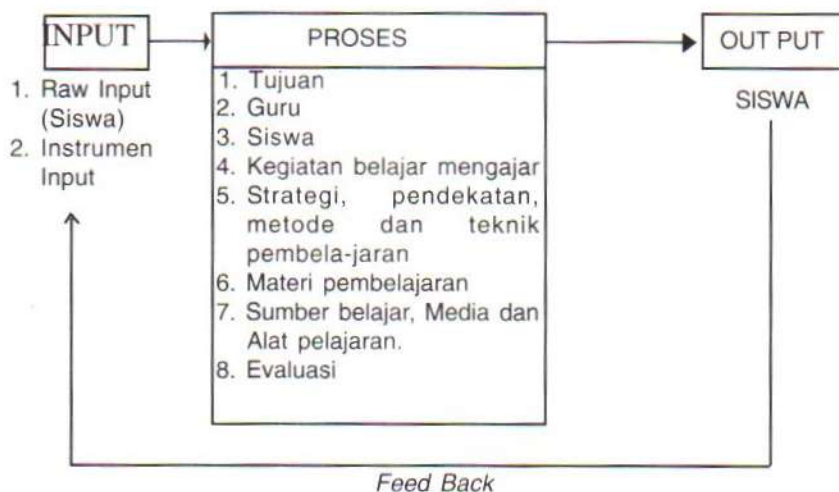 INPUT
1. Raw Input
(Siswa)
2. Instrumen
Input
PROSES
1. Tujuan
2. Guru
3. Siswa
4. Kegiatan belajar mengajar
5. Strategi, pendekatan,
metode dan teknik
pembela-jaran
6. Materi pembelajaran
7. Sumber belajar, Media dan
Alat pelajaran.
8. Evaluasi
OUT PUT
SISWA
Feed Back